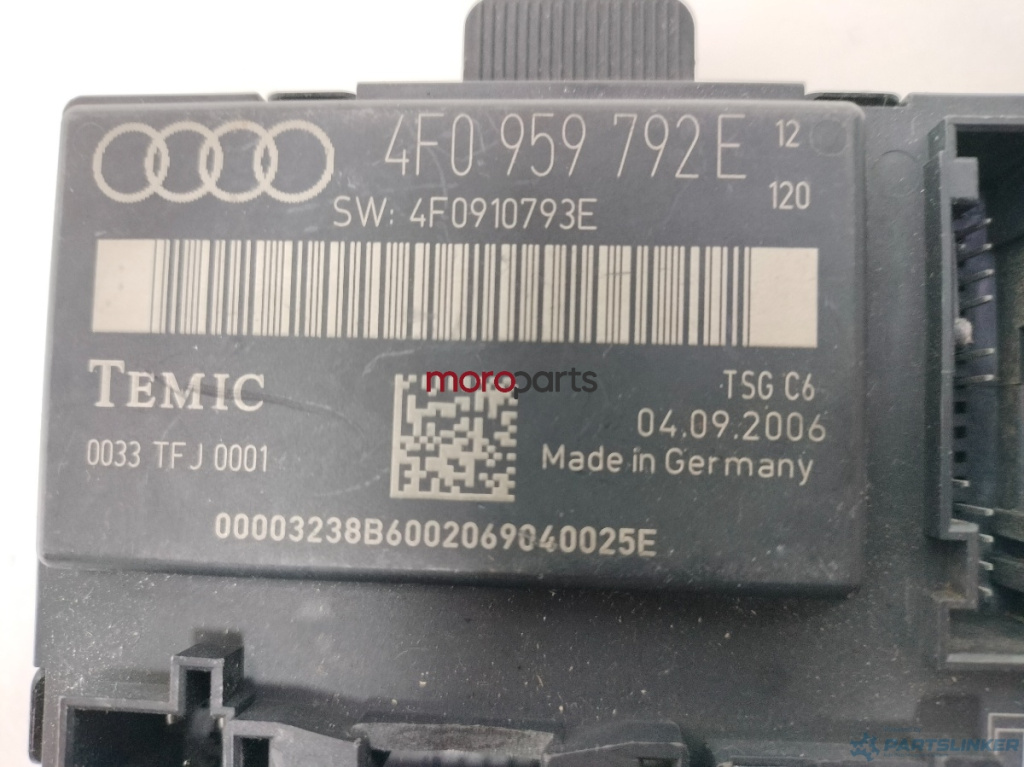 4F0 959 792E 12
120
SW: 4F0910793E
TEMIC
moroparts
TSG C6
04.09.2006
0033 TFJ 0001
Made in Germany
00003238B6002069040025E
PARTSLINKER